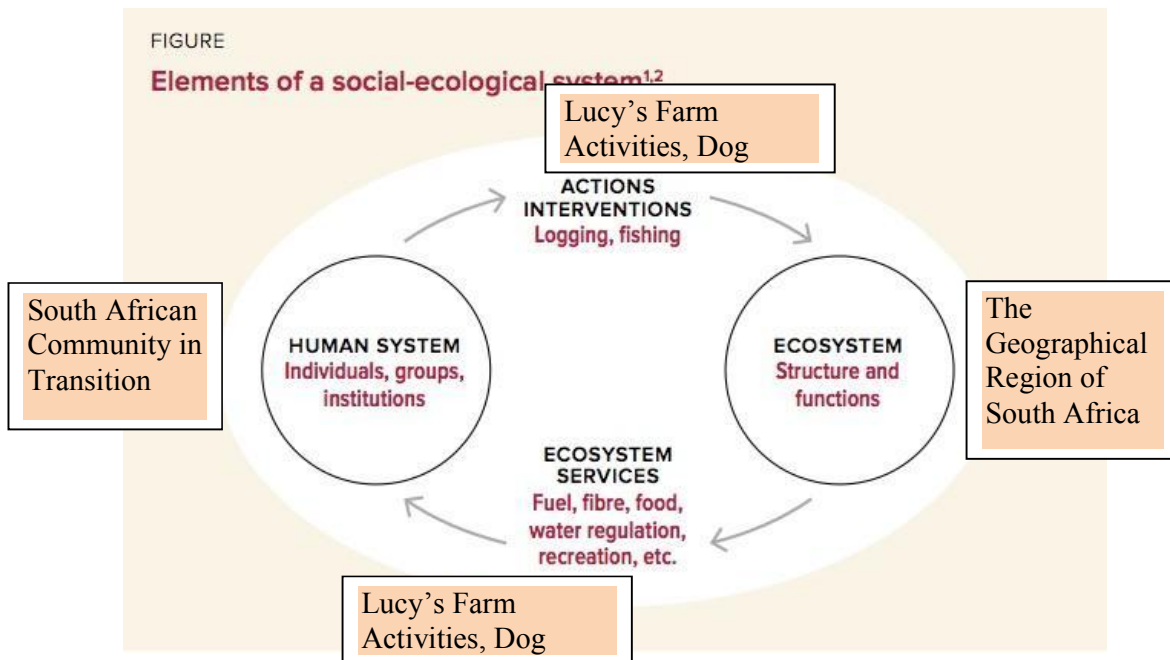 FIGURE
Elements of a social-ecological system1,2
Lucy’s Farm
Activities, Dog
ACTIONS
INTERVENTIONS
Logging, fishing
South African
Community in
Transition
HUMAN SYSTEM
Individuals, groups,
institutions
ECOSYSTEM
Structure and
functions
The
Geographical
Region of
South Africa
ECOSYSTEM
SERVICES
Fuel, fibre, food,
water regulation,
recreation, etc.
Lucy’s Farm
Activities, Dog